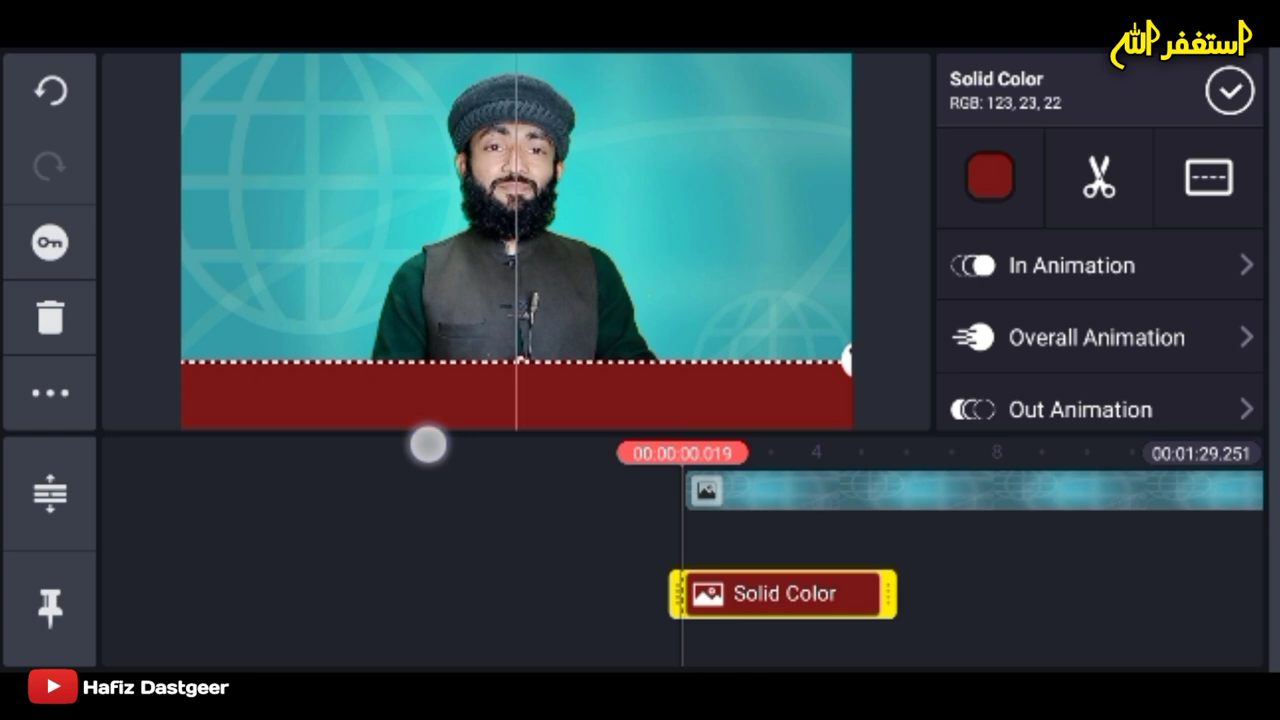 استغفر الله
Solid Color
RGB: 123, 23, 22
In Animation
Overall Animation
Out Animation
00:00:00.019
4
8
00:01:29.251
Solid Color
Hafiz Dastgeer